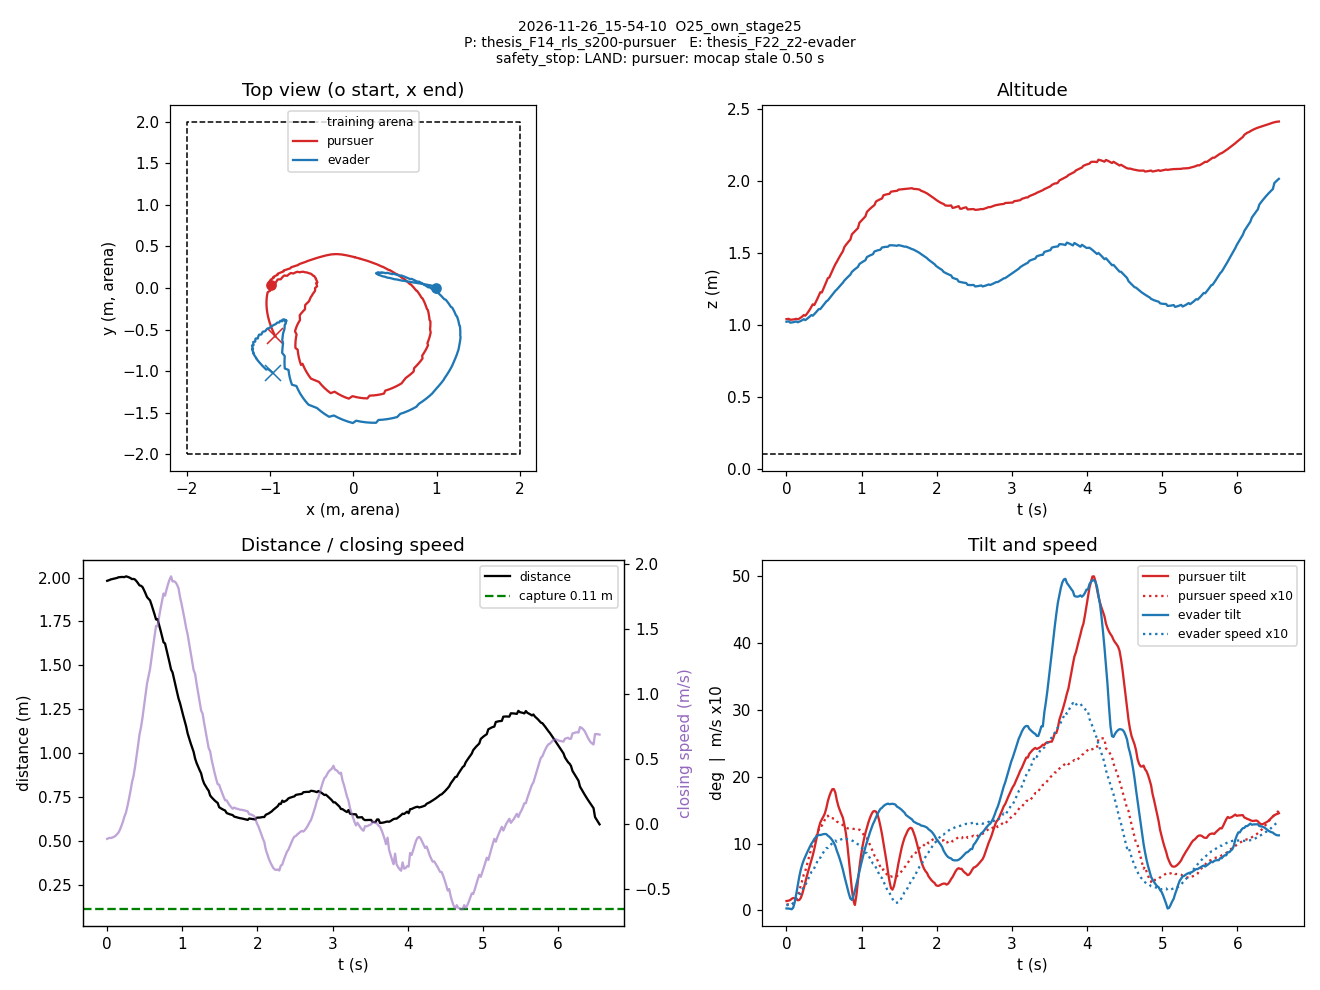 2026-11-26_15-54-10  O25_own_stage25
P: thesis_F14_rls_s200-pursuer   E: thesis_F22_z2-evader
safety_stop: LAND: pursuer: mocap stale 0.50 s
Top view (o start, x end)
training arena
pursuer
evader
2.0
1.5
1.0
0.5
0.0
−0.5
−1.0
−1.5
−2.0
y (m, arena)
−2
−1
0
1
2
x (m, arena)
Altitude
2.5
2.0
1.5
1.0
0.5
0.0
z (m)
0
1
2
3
4
5
6
t (s)
Distance / closing speed
distance
capture 0.11 m
2.00
1.75
1.50
1.25
1.00
0.75
0.50
0.25
distance (m)
2.0
1.5
1.0
0.5
0.0
−0.5
closing speed (m/s)
0
1
2
3
4
5
6
t (s)
Tilt and speed
pursuer tilt
pursuer speed x10
evader tilt
evader speed x10
50
40
30
20
10
0
deg  |  m/s x10
0
1
2
3
4
5
6
t (s)